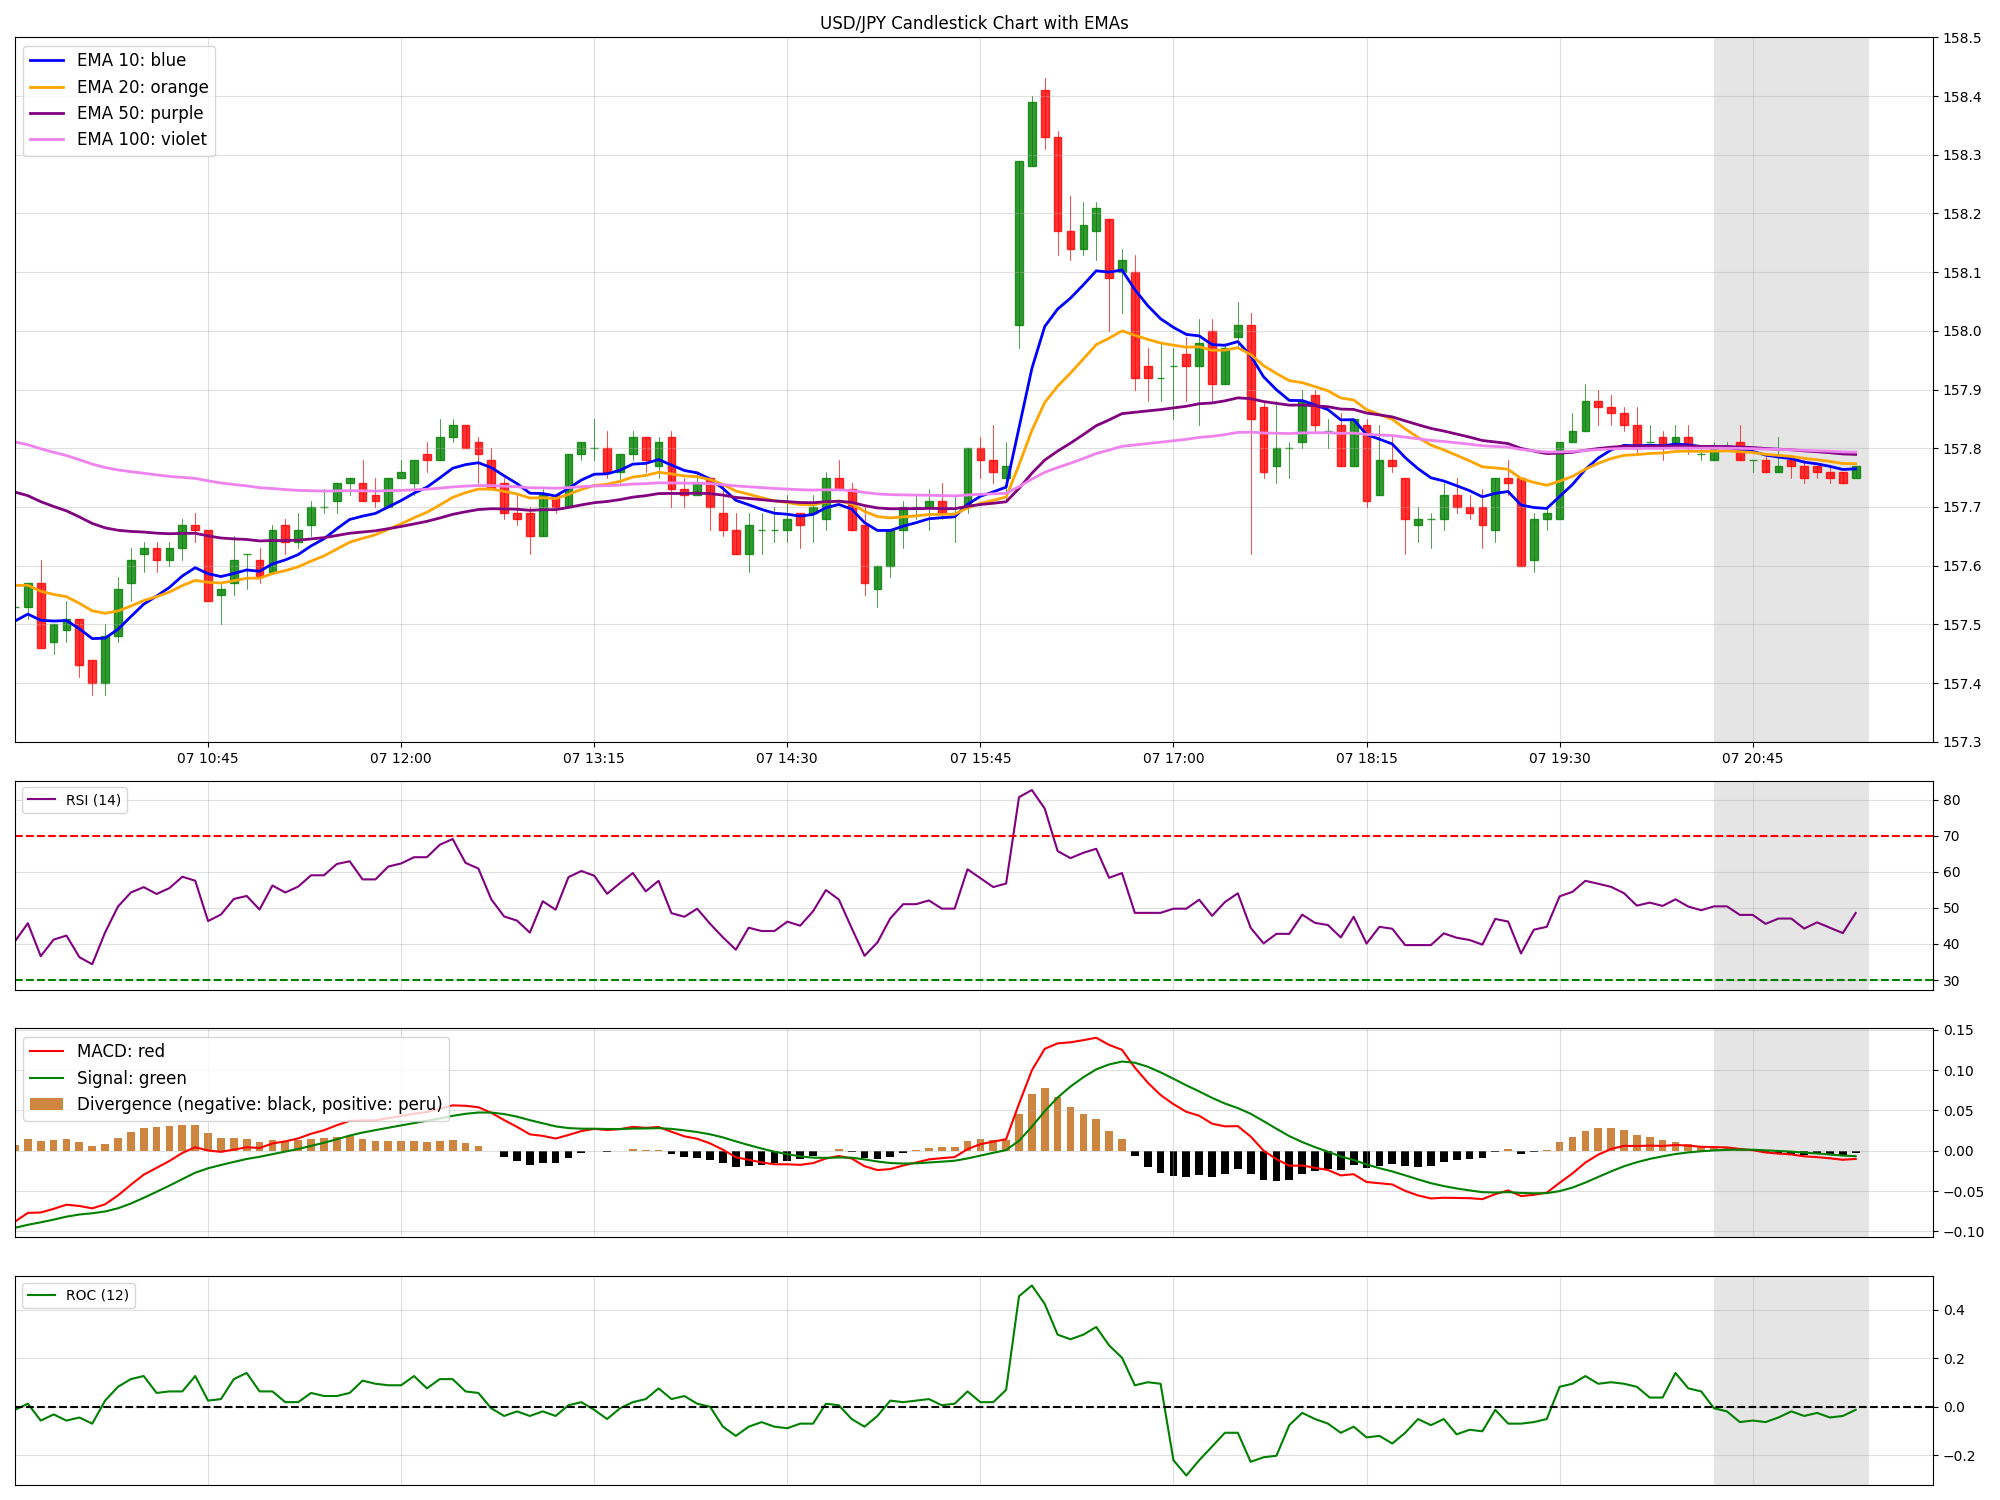 USD/JPY Candlestick Chart with EMAs
EMA 10: blue
EMA 20: orange
EMA 50: purple
EMA 100: violet
158.5
158.4
158.3
158.2
158.1
158.0
157.9
157.8
157.7
157.6
157.5
157.4
157.3
07 10:45 07 12:00 07 13:15 07 14:30 07 15:45 07 17:00 07 18:15 07 19:30 07 20:45
RSI (14)
80
70
60
50
40
30
MACD: red
Signal: green
Divergence (negative: black, positive: peru)
0.15
0.10
0.05
0.00
−0.05
−0.10
ROC (12)
0.4
0.2
0.0
−0.2